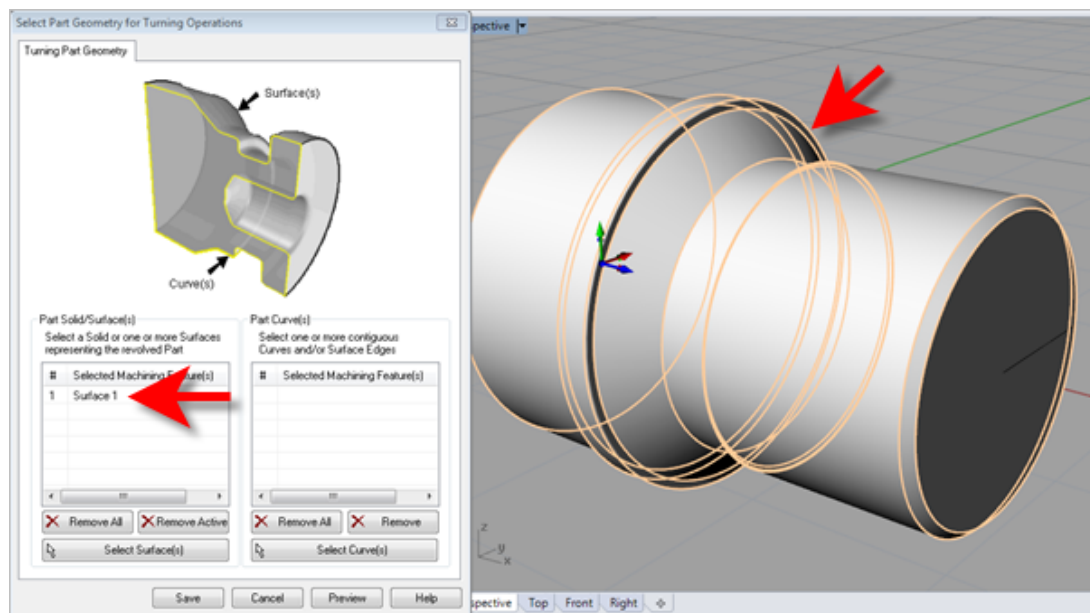 Select Part Geometry for Turning Operations
spective
Turning Part Geometry
Surface(s)
Curve(s)
Part Solid/Surface(s)
Select a Solid or one or more Surfaces
representing the revolved Part
# Selected Machining Feature(s)
1 Surface 1
Remove All
Remove Active
Select Surface(s)
Part Curve(s)
Select one or more contiguous
Curves and/or Surface Edges
# Selected Machining Feature(s)
Remove All
Remove
Select Curve(s)
Save
Cancel
Preview
Help
z
y
x
spective
Top
Front
Right